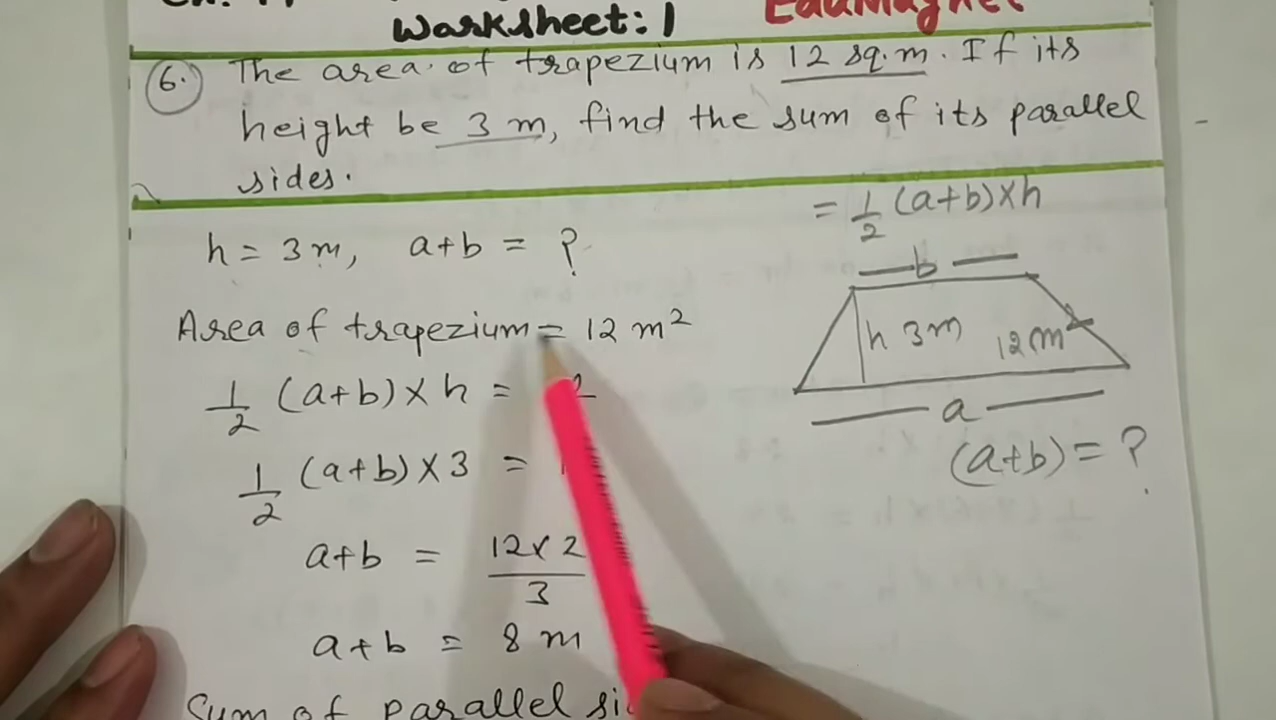 Worksheet: 1
EduMagnet
6. The area of trapezium is 12 sq.m. If its
height be 3 m, find the sum of its parallel
sides.
h = 3 m, a+b = ?
Area of trapezium = 12 m²
1/2 (a+b) × h =
1/2 (a+b) × 3 =
a+b = 12 × 2 / 3
a+b = 8 m
Sum of parallel
= 1/2 (a+b) × h
b
h 3m 12m²
a
(a+b) = ?